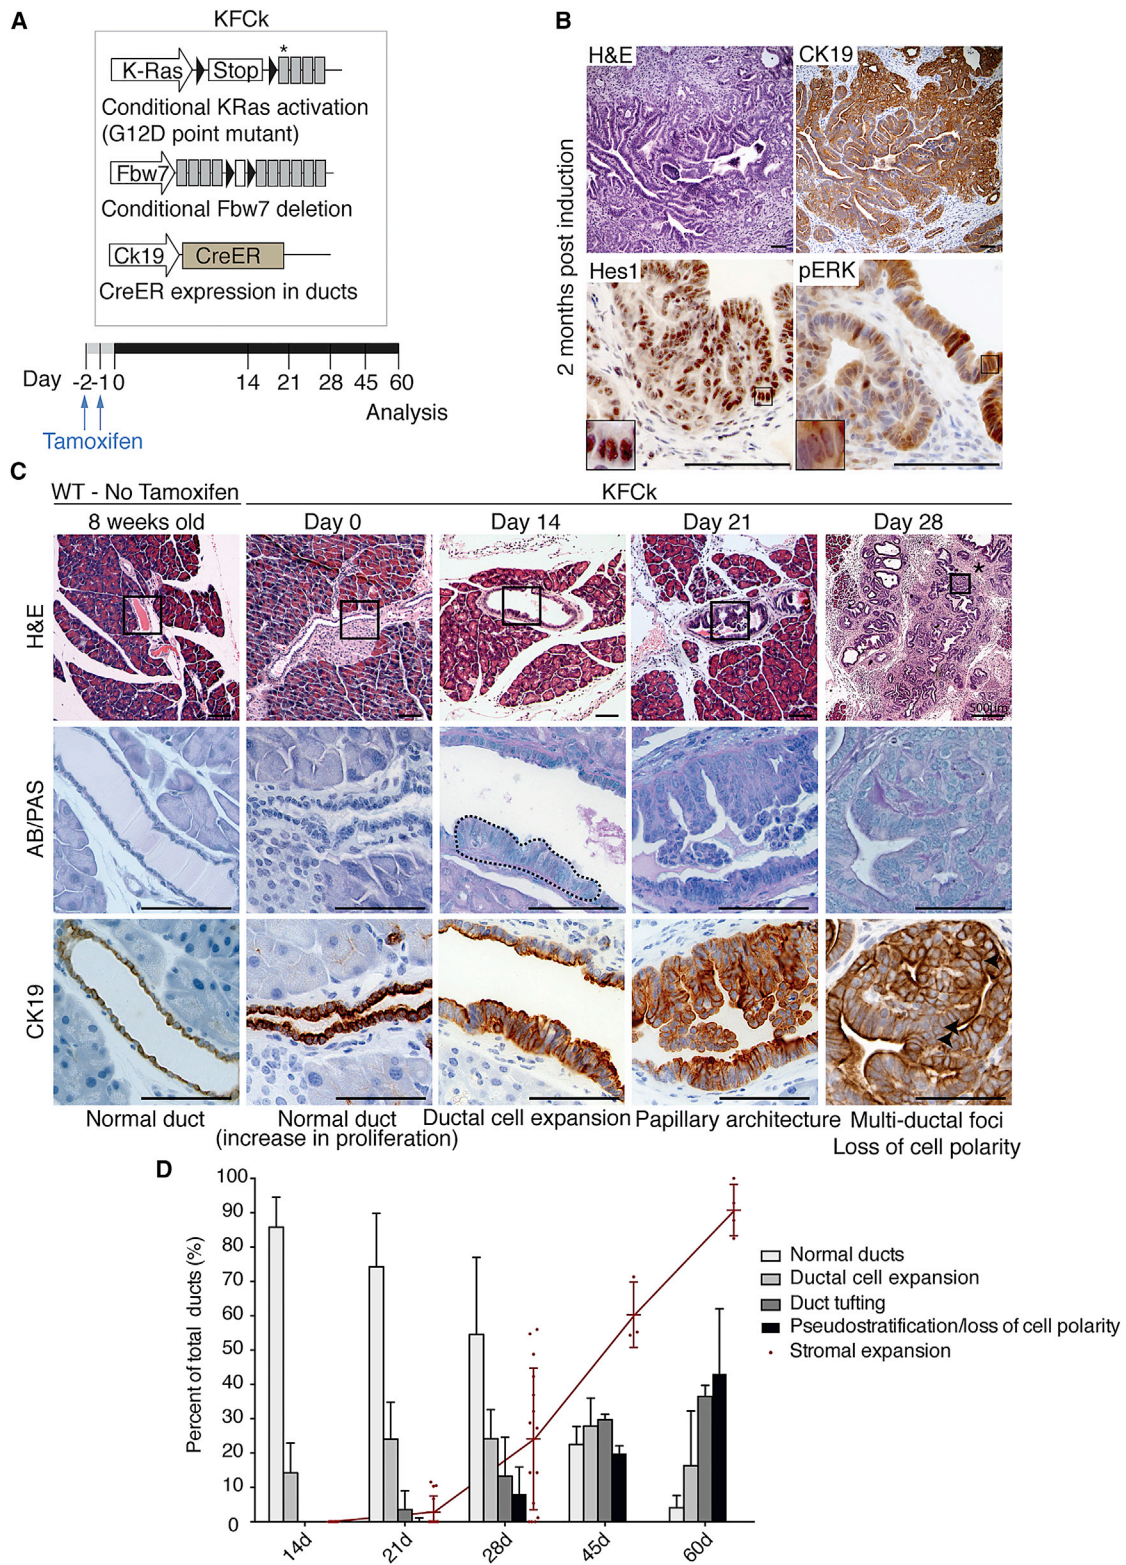 A
KFCk
*
K-Ras
Stop
Conditional KRas activation
(G12D point mutant)
Fbw7
Conditional Fbw7 deletion
Ck19
CreER
CreER expression in ducts
Day -2 -1 0 14 21 28 45 60
Analysis
Tamoxifen
B
2 months post induction
H&E
CK19
Hes1
pERK
C
WT - No Tamoxifen
KFCk
8 weeks old
Day 0
Day 14
Day 21
Day 28
H&E
*
500μm
AB/PAS
CK19
Normal duct
Normal duct
(increase in proliferation)
Ductal cell expansion
Papillary architecture
Multi-ductal foci
Loss of cell polarity
D
Percent of total ducts (%)
100
90
80
70
60
50
40
30
20
10
0
14d
21d
28d
45d
60d
Normal ducts
Ductal cell expansion
Duct tufting
Pseudostratification/loss of cell polarity
Stromal expansion